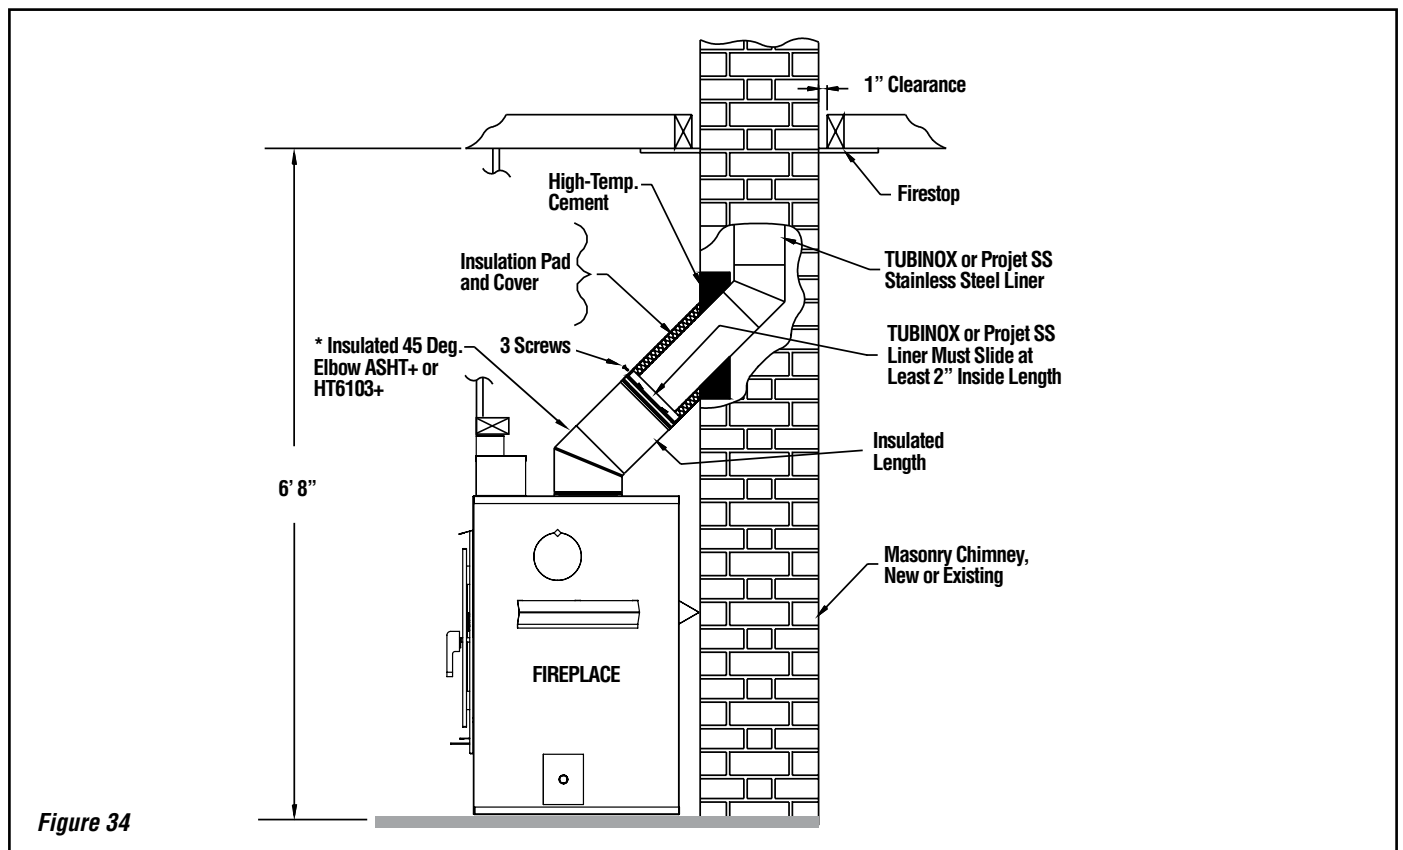 1” Clearance
Firestop
High-Temp.
Cement
Insulation Pad
and Cover
TUBINOX or Projet SS
Stainless Steel Liner
TUBINOX or Projet SS
Liner Must Slide at
Least 2” Inside Length
* Insulated 45 Deg.
Elbow ASHT+ or
HT6103+
3 Screws
Insulated
Length
6’ 8”
Masonry Chimney,
New or Existing
FIREPLACE
Figure 34